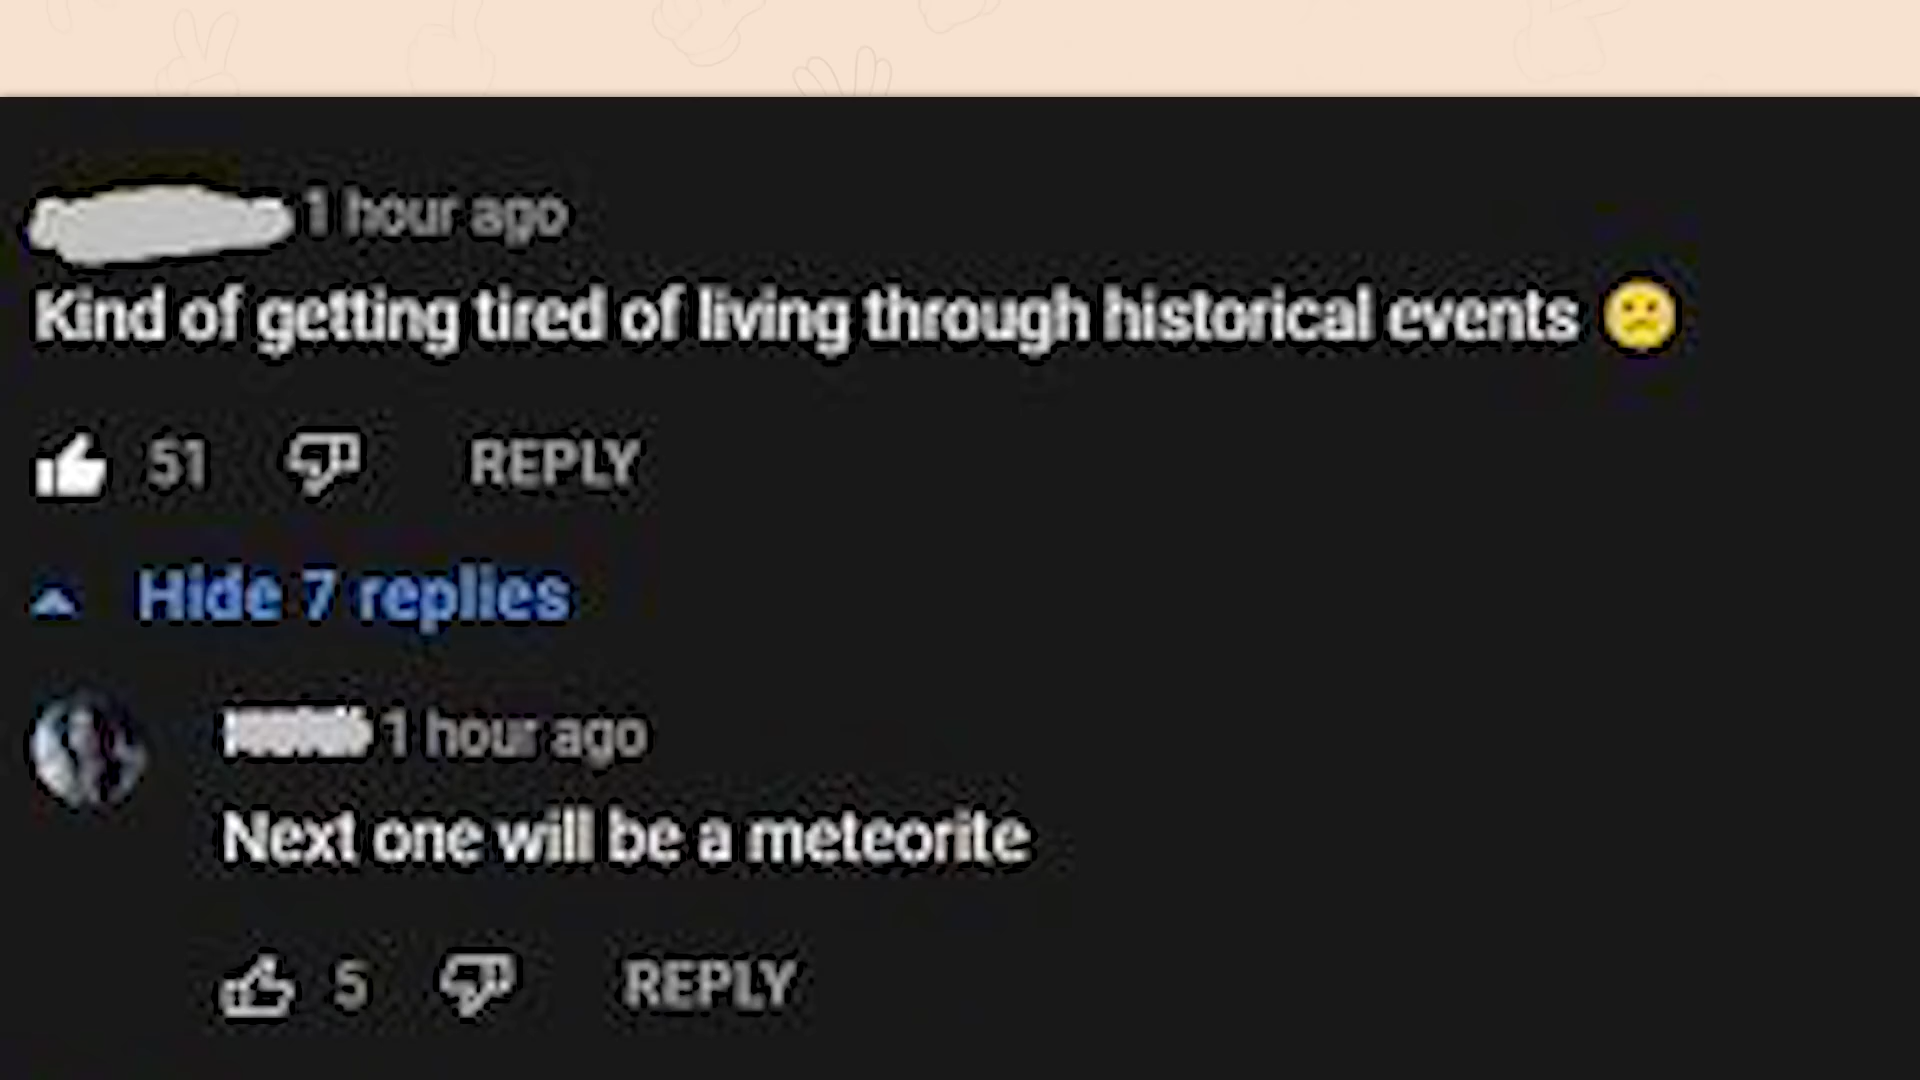 1 hour ago
Kind of getting tired of living through historical events 😕
51 REPLY
Hide 7 replies
1 hour ago
Next one will be a meteorite
5 REPLY